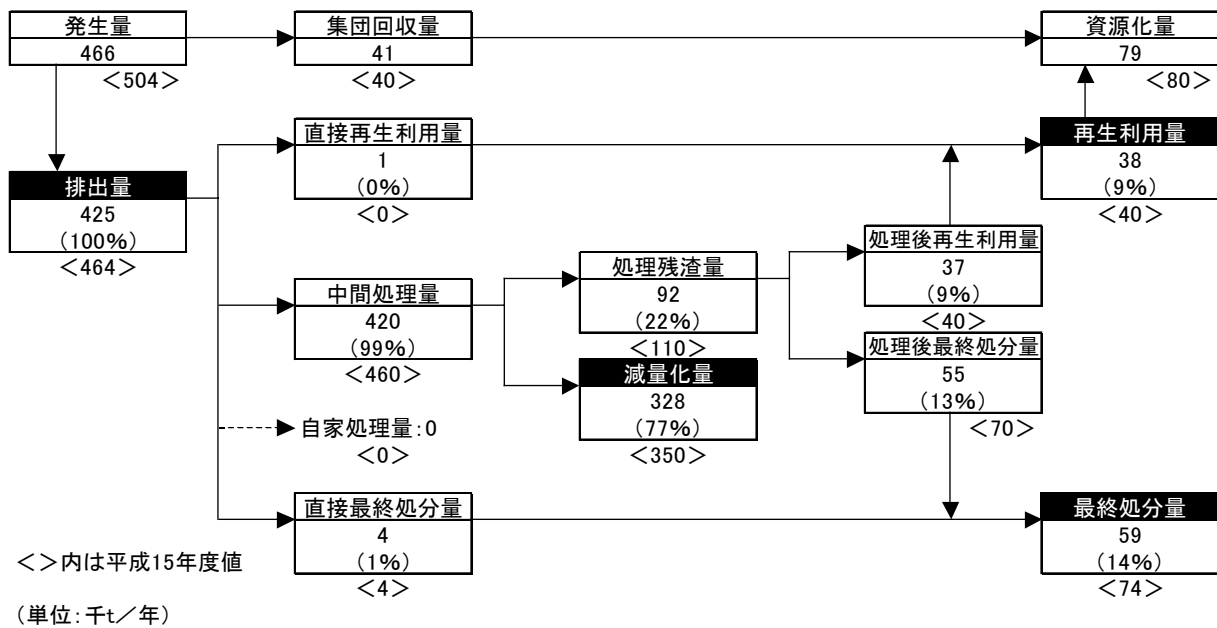 発生量
466
<504>
集団回収量
41
<40>
資源化量
79
<80>
直接再生利用量
1
(0%)
<0>
再生利用量
38
(9%)
<40>
排出量
425
(100%)
<464>
中間処理量
420
(99%)
<460>
処理残渣量
92
(22%)
<110>
処理後再生利用量
37
(9%)
<40>
減量化量
328
(77%)
<350>
処理後最終処分量
55
(13%)
<70>
自家処理量:0
<0>
直接最終処分量
4
(1%)
<4>
最終処分量
59
(14%)
<74>
<>内は平成15年度値
(単位:千t/年)